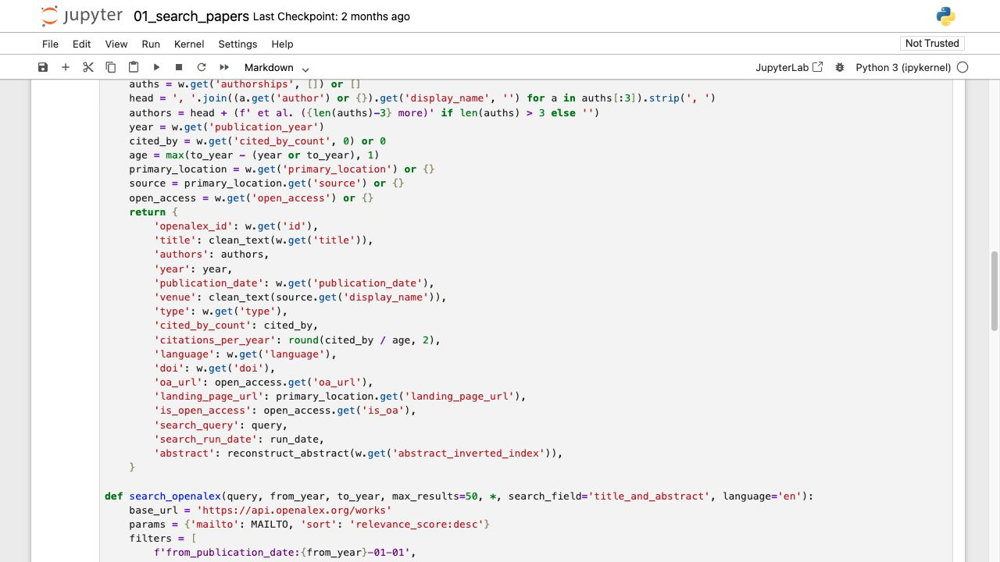 jupyter 01_search_papers Last Checkpoint: 2 months ago
File Edit View Run Kernel Settings Help Not Trusted
Markdown JupyterLab Python 3 (ipykernel)
    auths = w.get('authorships', []) or []
    head = ', '.join((a.get('author') or {}).get('display_name', '') for a in auths[:3]).strip(', ')
    authors = head + (f' et al. ({len(auths)-3} more)' if len(auths) > 3 else '')
    year = w.get('publication_year')
    cited_by = w.get('cited_by_count', 0) or 0
    age = max(to_year - (year or to_year), 1)
    primary_location = w.get('primary_location') or {}
    source = primary_location.get('source') or {}
    open_access = w.get('open_access') or {}
    return {
        'openalex_id': w.get('id'),
        'title': clean_text(w.get('title')),
        'authors': authors,
        'year': year,
        'publication_date': w.get('publication_date'),
        'venue': clean_text(source.get('display_name')),
        'type': w.get('type'),
        'cited_by_count': cited_by,
        'citations_per_year': round(cited_by / age, 2),
        'language': w.get('language'),
        'doi': w.get('doi'),
        'oa_url': open_access.get('oa_url'),
        'landing_page_url': primary_location.get('landing_page_url'),
        'is_open_access': open_access.get('is_oa'),
        'search_query': query,
        'search_run_date': run_date,
        'abstract': reconstruct_abstract(w.get('abstract_inverted_index')),
    }
def search_openalex(query, from_year, to_year, max_results=50, *, search_field='title_and_abstract', language='en'):
    base_url = 'https://api.openalex.org/works'
    params = {'mailto': MAILTO, 'sort': 'relevance_score:desc'}
    filters = [
        f'from_publication_date:{from_year}-01-01',